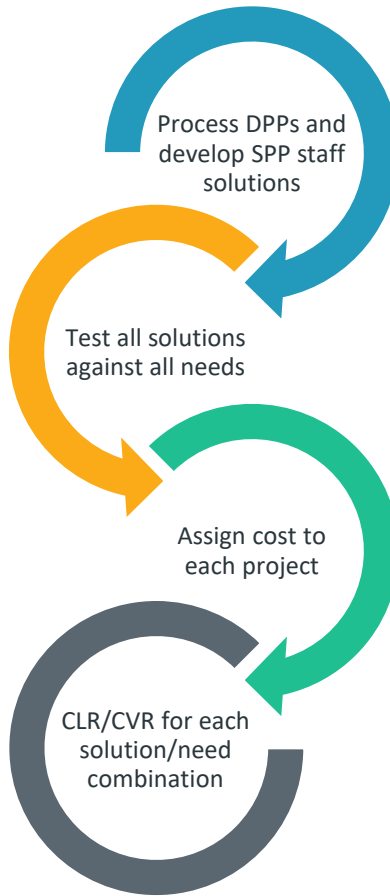 Process DPPs and
develop SPP staff
solutions
Test all solutions
against all needs
Assign cost to
each project
CLR/CVR for each
solution/need
combination